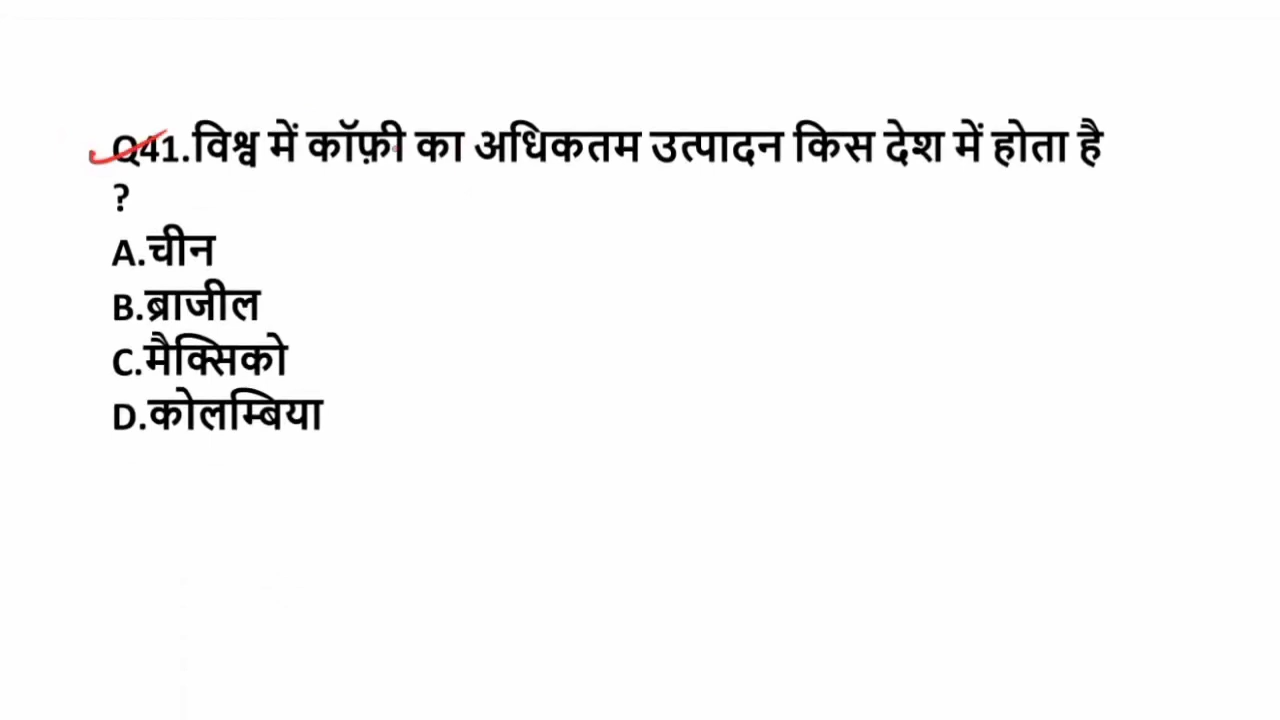 Q41.विश्व में कॉफ़ी का अधिकतम उत्पादन किस देश में होता है
?
A.चीन
B.ब्राजील
C.मैक्सिको
D.कोलम्बिया